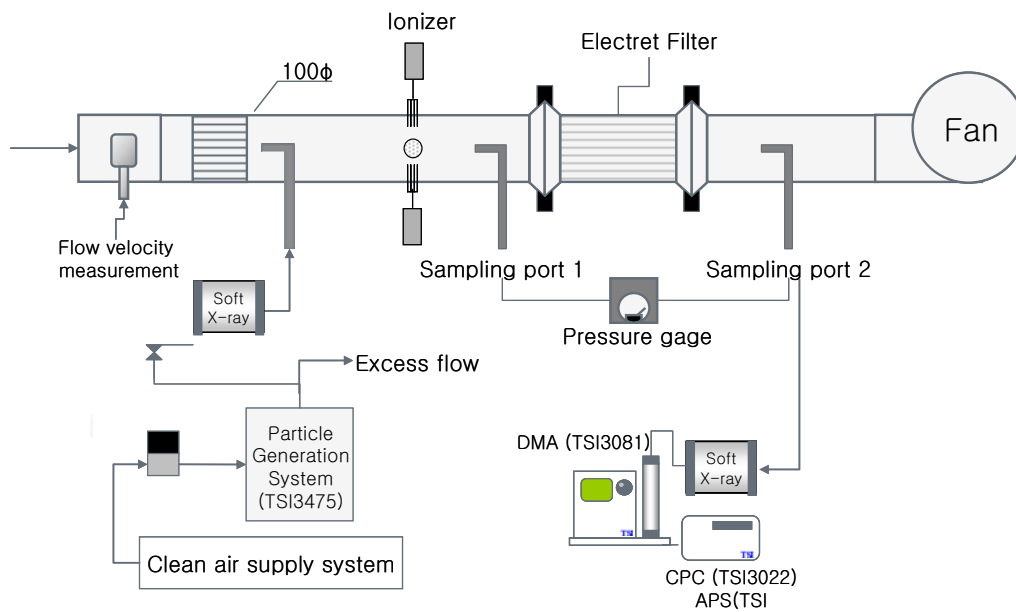 Ionizer
Electret Filter
100ϕ
Fan
Flow velocity
measurement
Sampling port 1
Sampling port 2
Soft
X-ray
Pressure gage
Excess flow
Particle
Generation
System
(TSI3475)
DMA (TSI3081)
Soft
X-ray
TSI
TSI
Clean air supply system
CPC (TSI3022)
APS(TSI